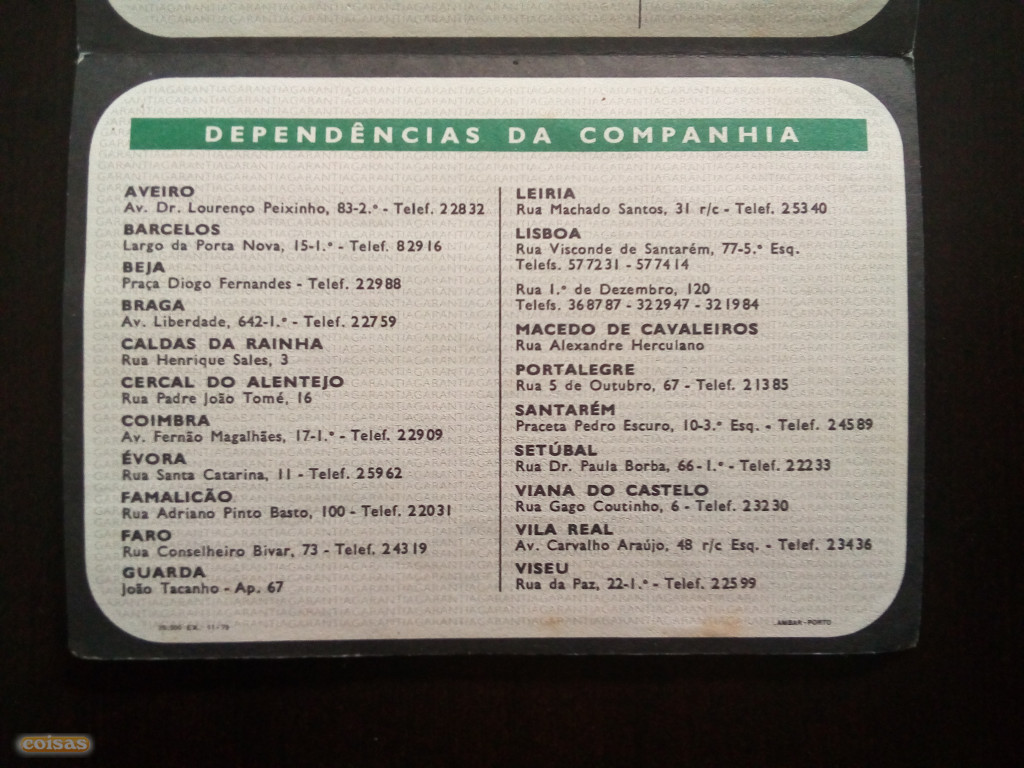 DEPENDÊNCIAS DA COMPANHIA
AVEIRO
Av. Dr. Lourenço Peixinho, 83-2.º - Telef. 22832
BARCELOS
Largo da Porta Nova, 15-1.º - Telef. 82916
BEJA
Praça Diogo Fernandes - Telef. 22988
BRAGA
Av. Liberdade, 642-1.º - Telef. 22759
CALDAS DA RAINHA
Rua Henrique Sales, 3
CERCAL DO ALENTEJO
Rua Padre João Tomé, 16
COIMBRA
Av. Fernão Magalhães, 17-1.º - Telef. 22909
ÉVORA
Rua Santa Catarina, 11 - Telef. 25962
FAMALICÃO
Rua Adriano Pinto Basto, 100 - Telef. 22031
FARO
Rua Conselheiro Bivar, 73 - Telef. 24319
GUARDA
João Tacanho - Ap. 67
LEIRIA
Rua Machado Santos, 31 r/c - Telef. 25340
LISBOA
Rua Visconde de Santarém, 77-5.º Esq.
Telefs. 577231 - 577414
Rua 1.º de Dezembro, 120
Telefs. 368787 - 322947 - 321984
MACEDO DE CAVALEIROS
Rua Alexandre Herculano
PORTALEGRE
Rua 5 de Outubro, 67 - Telef. 21385
SANTARÉM
Praceta Pedro Escuro, 10-3.º Esq. - Telef. 24589
SETÚBAL
Rua Dr. Paula Borba, 66-1.º - Telef. 22233
VIANA DO CASTELO
Rua Gago Coutinho, 6 - Telef. 23230
VILA REAL
Av. Carvalho Araújo, 48 r/c Esq. - Telef. 23436
VISEU
Rua da Paz, 22-1.º - Telef. 22599
EX. 11/79
AMBAR - PORTO
coisas